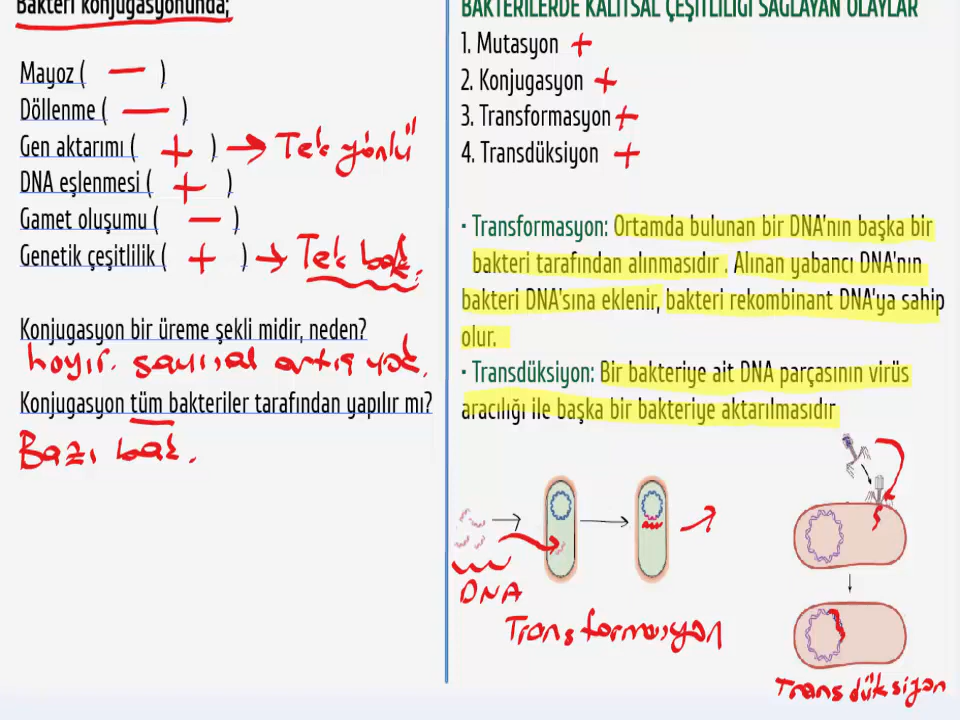 Bakteri konjugasyonunda;
Mayoz ( — )
Döllenme ( — )
Gen aktarımı ( + ) → Tek yönlü
DNA eşlenmesi ( + )
Gamet oluşumu ( — )
Genetik çeşitlilik ( + ) → Tek bak.
Konjugasyon bir üreme şekli midir, neden?
hayır. sayısal artış yok.
Konjugasyon tüm bakteriler tarafından yapılır mı?
Bazı bak.
BAKTERİLERDE KALITSAL ÇEŞİTLİLİĞİ SAĞLAYAN OLAYLAR
1. Mutasyon +
2. Konjugasyon +
3. Transformasyon +
4. Transdüksiyon +
• Transformasyon: Ortamda bulunan bir DNA'nın başka bir
bakteri tarafından alınmasıdır . Alınan yabancı DNA'nın
bakteri DNA'sına eklenir, bakteri rekombinant DNA'ya sahip
olur.
• Transdüksiyon: Bir bakteriye ait DNA parçasının virüs
aracılığı ile başka bir bakteriye aktarılmasıdır
DNA
Transformasyon
Transdüksiyon